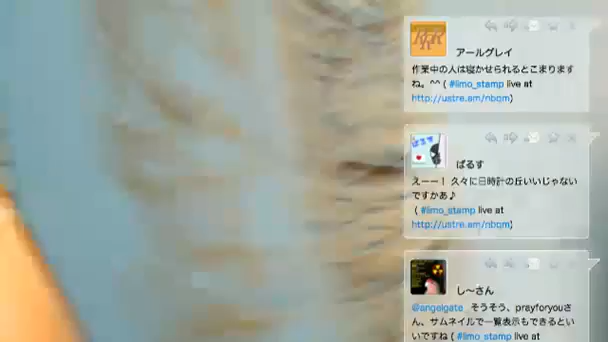 アールグレイ
作業中の人は寝かせられるとこまります
ね。^^ ( #limo_stamp live at
http://ustre.am/nbqm)
ぱるす
えーー！ 久々に日時計の丘いいじゃない
ですかあ♪
( #limo_stamp live at
http://ustre.am/nbqm)
し～さん
@angelgate そうそう、prayforyouさ
ん、サムネイルで一覧表示もできるとい
いですね ( #limo_stamp live at